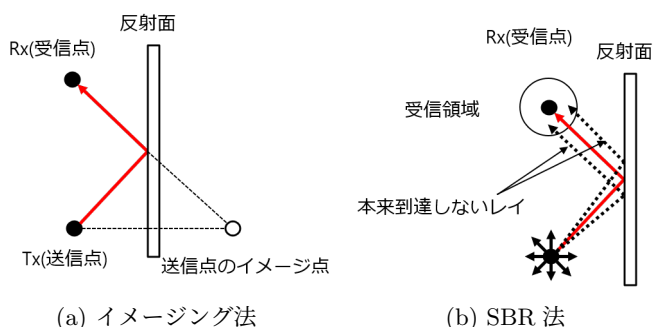 反射面
Rx(受信点)
Tx(送信点)
送信点のイメージ点
(a) イメージング法
Rx(受信点)
反射面
受信領域
本来到達しないレイ
(b) SBR 法